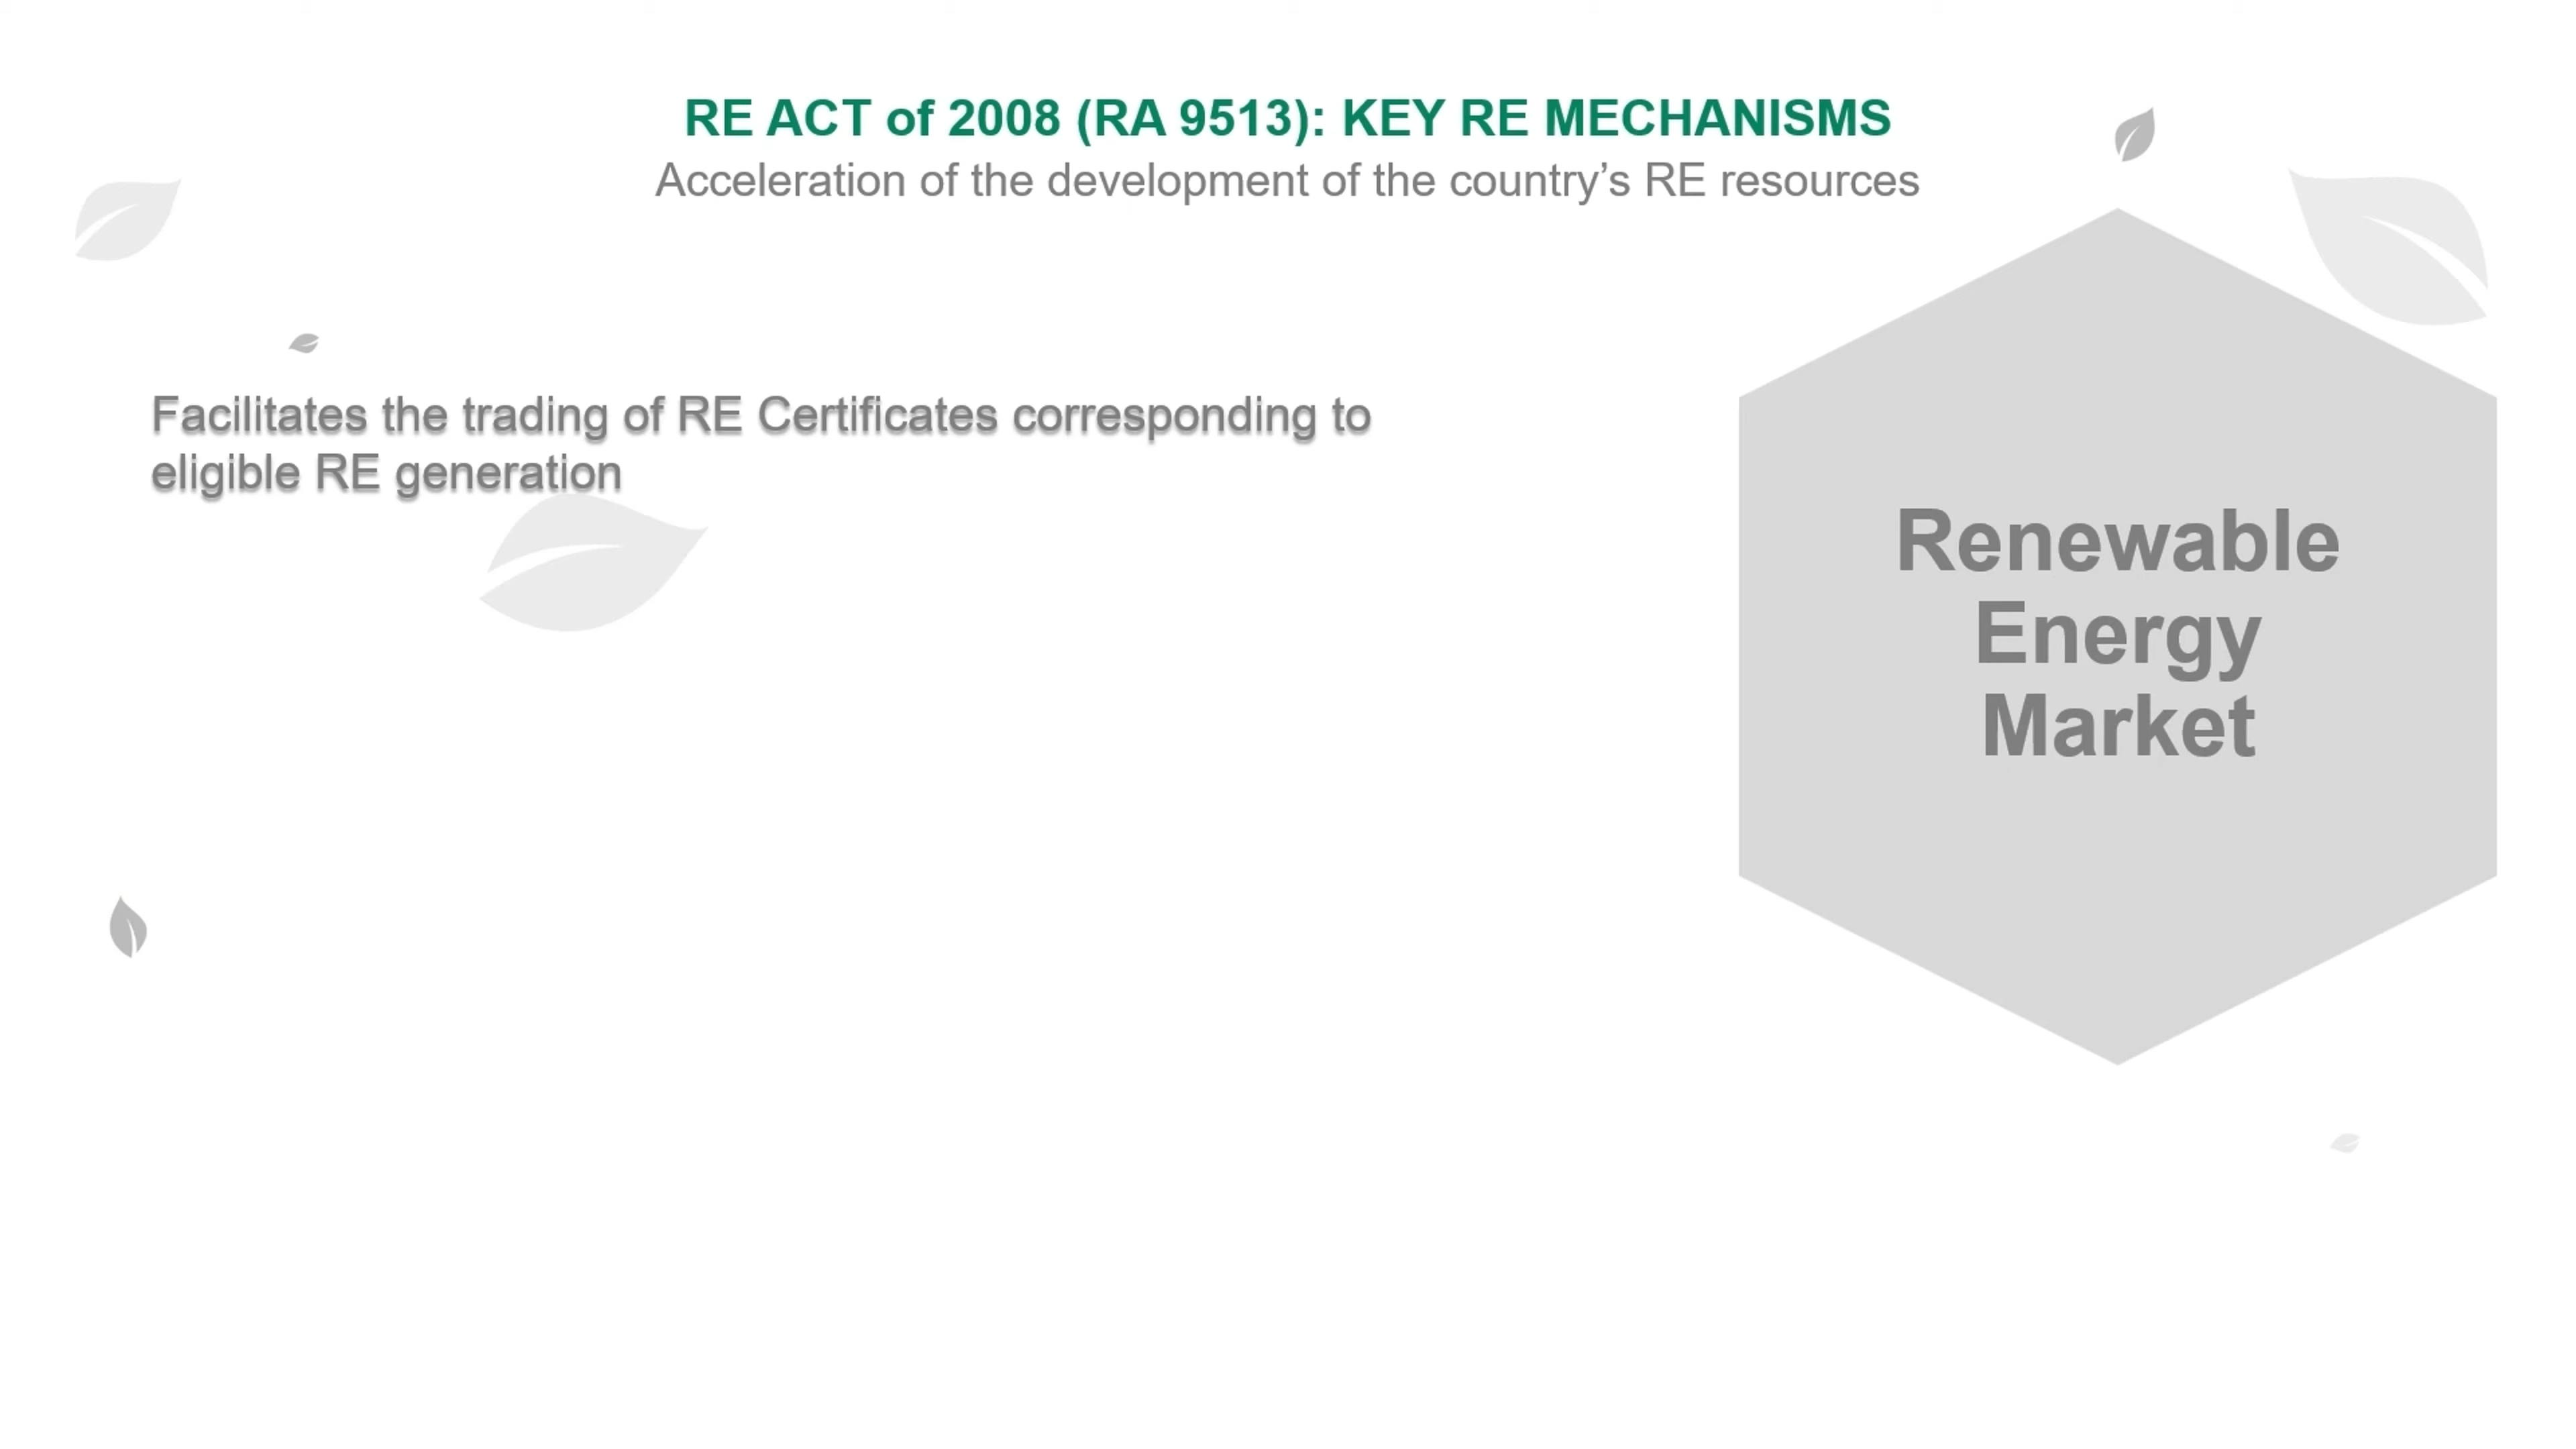 RE ACT of 2008 (RA 9513): KEY RE MECHANISMS
Acceleration of the development of the country’s RE resources
Facilitates the trading of RE Certificates corresponding to
eligible RE generation
Renewable
Energy
Market